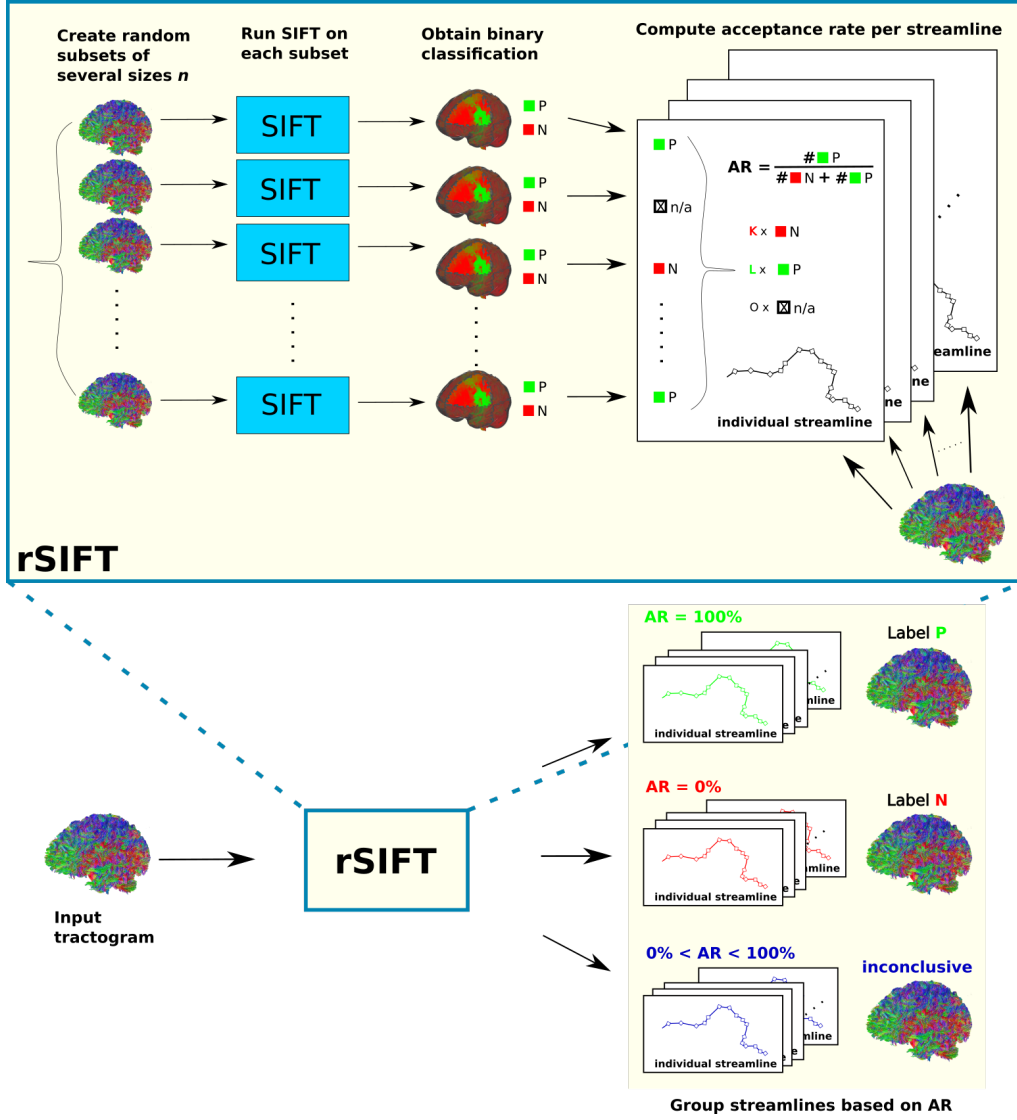 Create random
subsets of
several sizes n
Run SIFT on
each subset
Obtain binary
classification
Compute acceptance rate per streamline
SIFT
P
N
SIFT
P
N
SIFT
P
N
SIFT
P
N
P
n/a
N
P
AR = # P
# N + # P
K x N
L x P
O x n/a
individual streamline
ne
eamline
rSIFT
Input
tractogram
rSIFT
AR = 100%
Label P
individual streamline
e
streamline
AR = 0%
Label N
individual streamline
e
streamline
0% < AR < 100%
inconclusive
individual streamline
e
streamline
Group streamlines based on AR